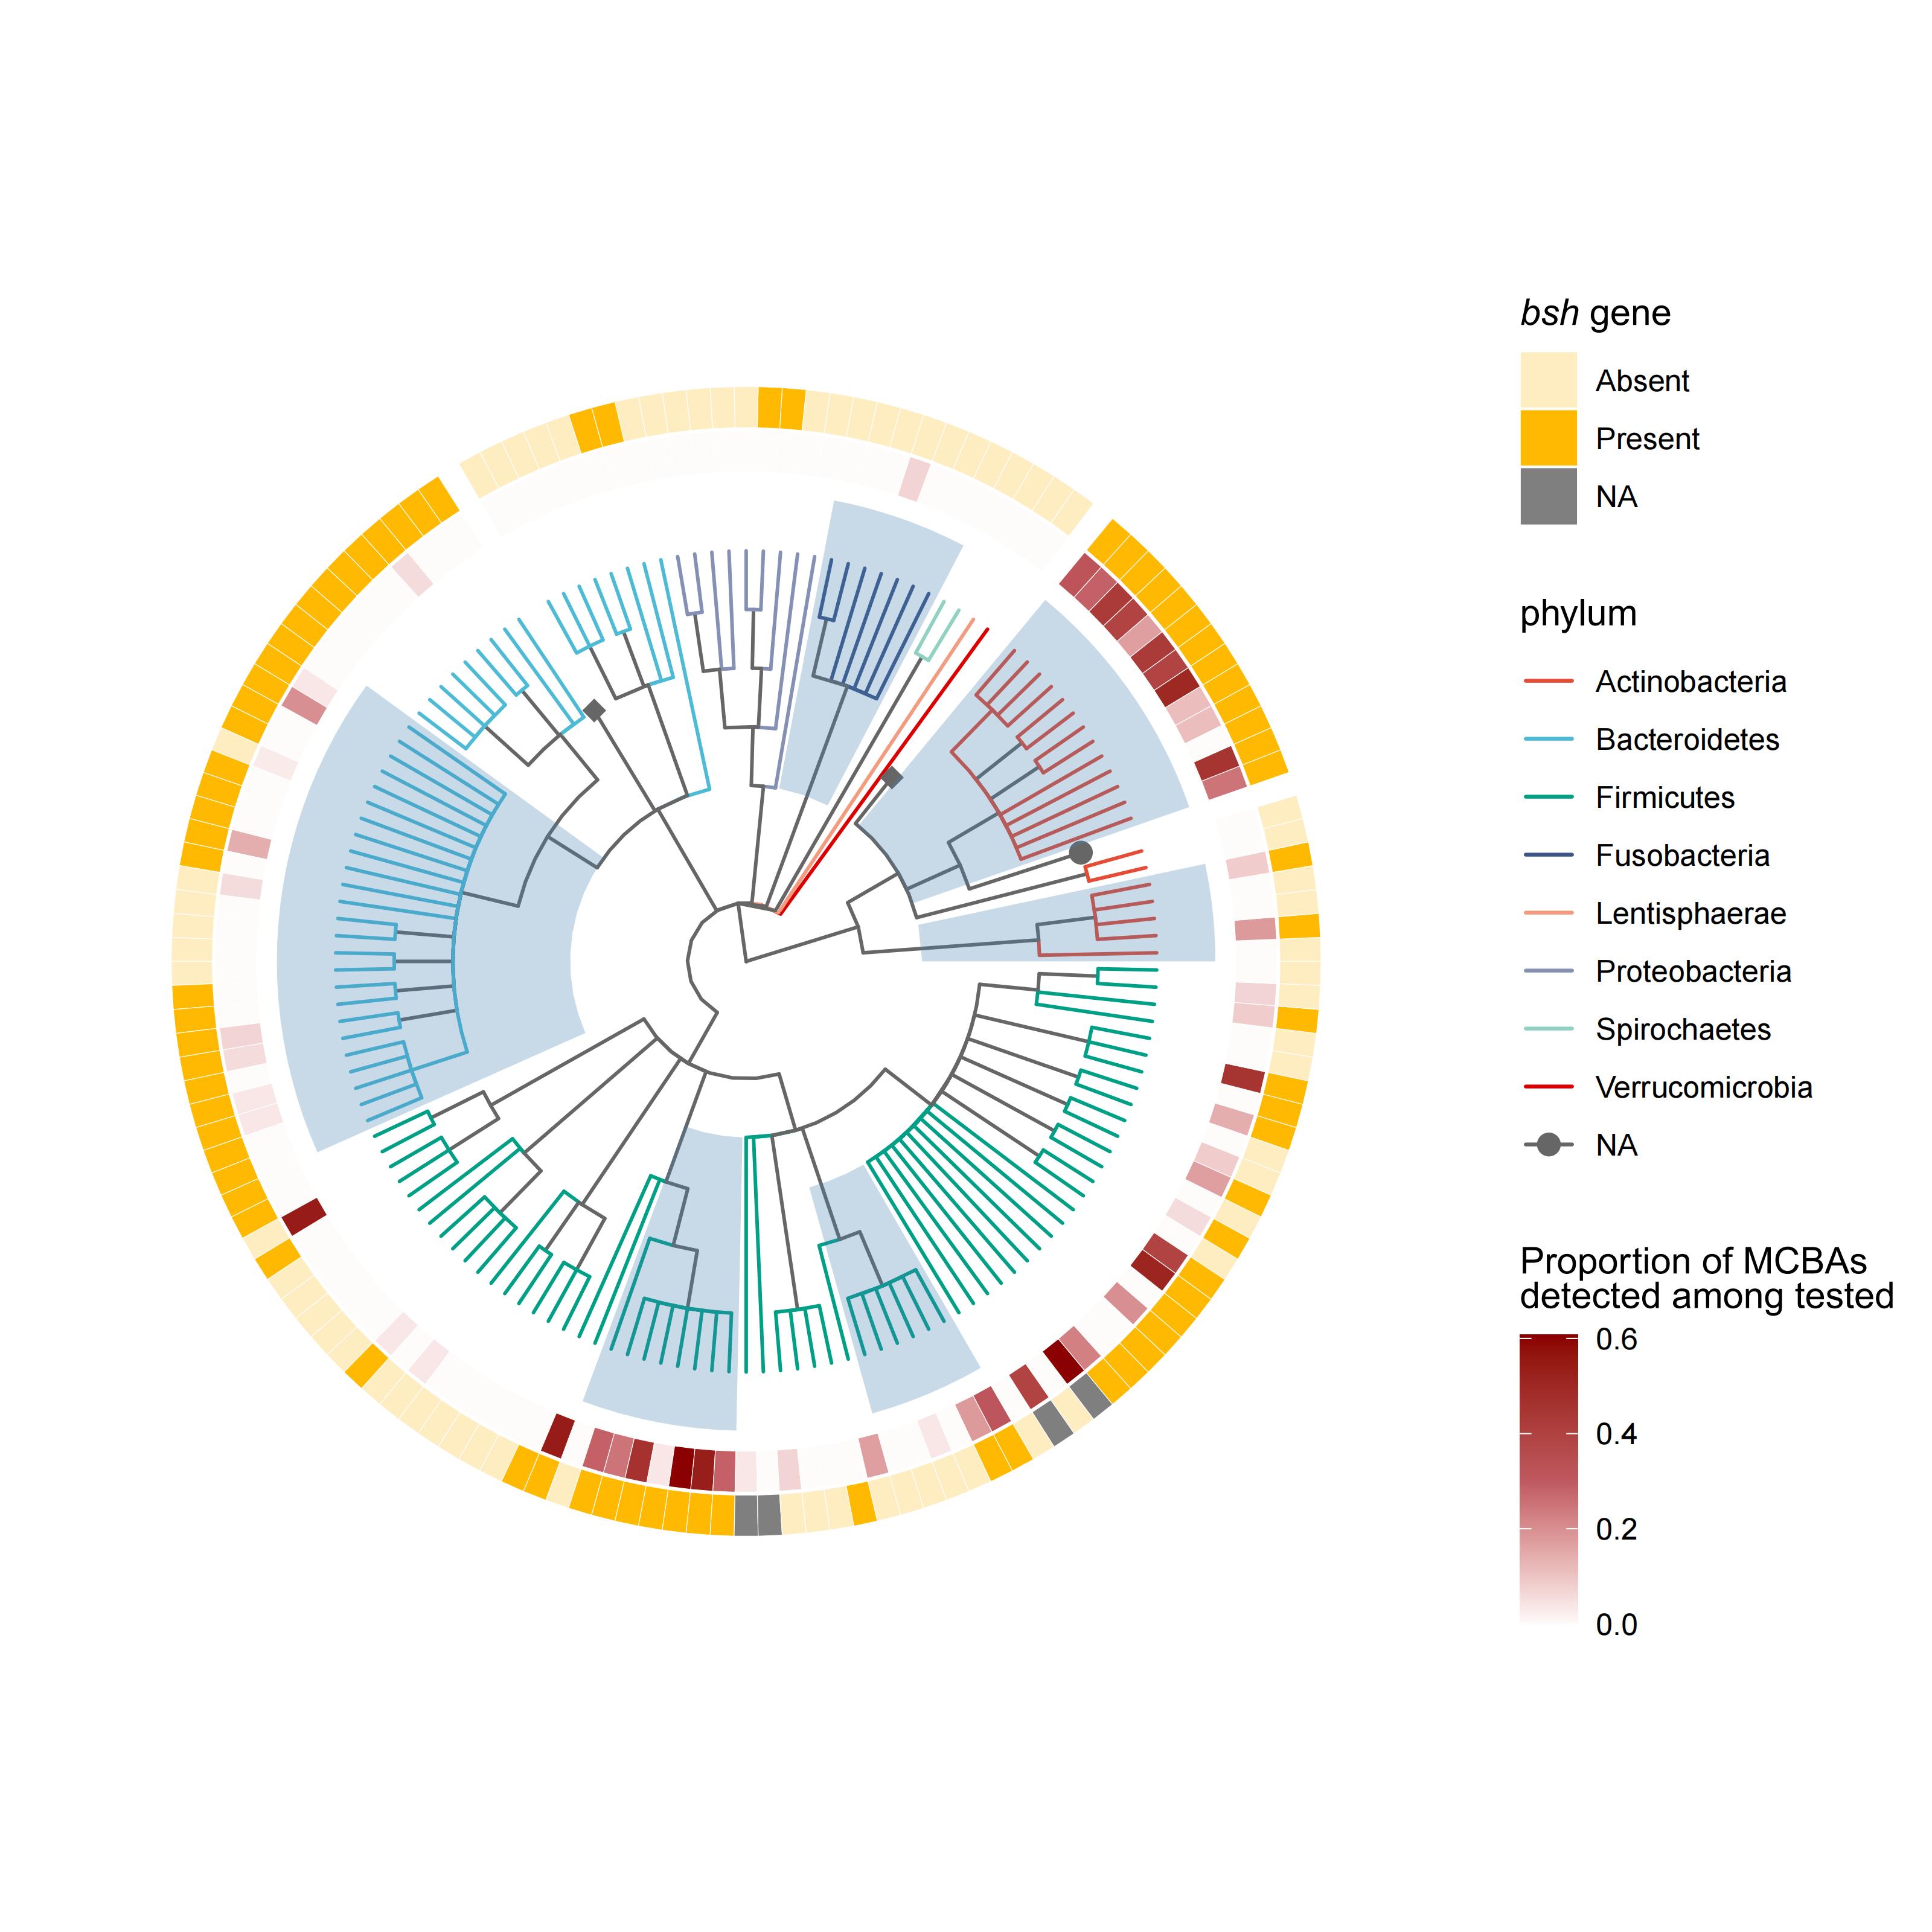 bsh gene
Absent
Present
NA
phylum
Actinobacteria
Bacteroidetes
Firmicutes
Fusobacteria
Lentisphaerae
Proteobacteria
Spirochaetes
Verrucomicrobia
NA
Proportion of MCBAs
detected among tested
0.6
0.4
0.2
0.0